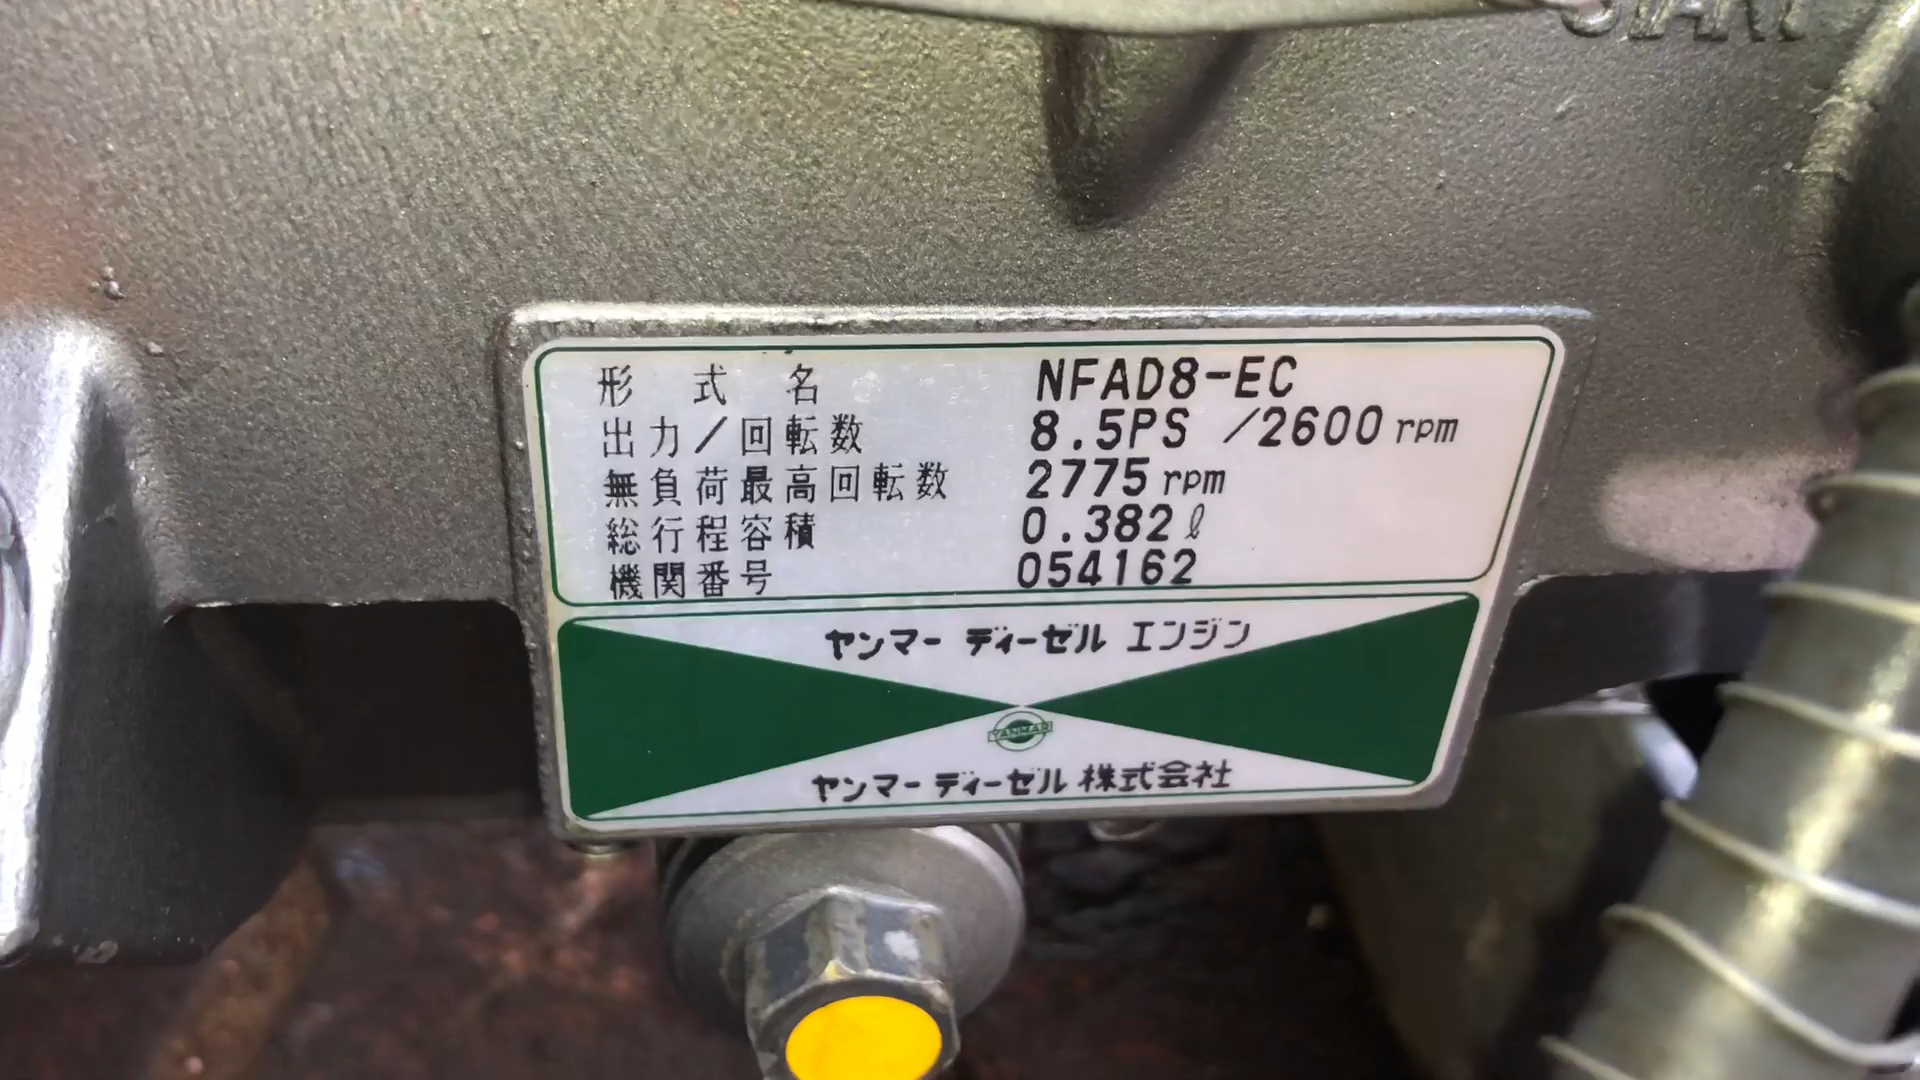 START
形式名 NFAD8-EC
出力/回転数 8.5PS /2600rpm
無負荷最高回転数 2775rpm
総行程容積 0.382ℓ
機関番号 054162
ヤンマー ディーゼル エンジン
YANMAR
ヤンマー ディーゼル 株式会社